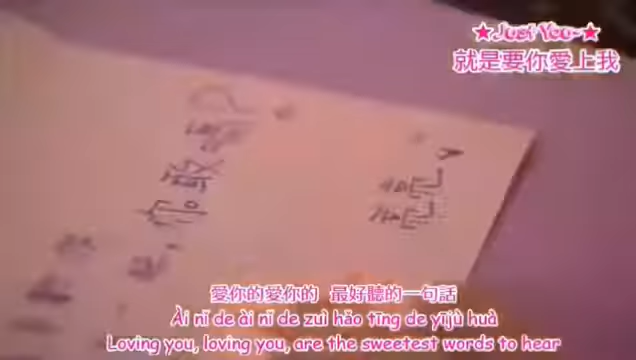 ★Just You~★
就是要你愛上我
你敢
愛你的愛你的 最好聽的一句話
Ài nǐ de ài nǐ de zuì hǎo tīng de yījù huà
Loving you, loving you, are the sweetest words to hear